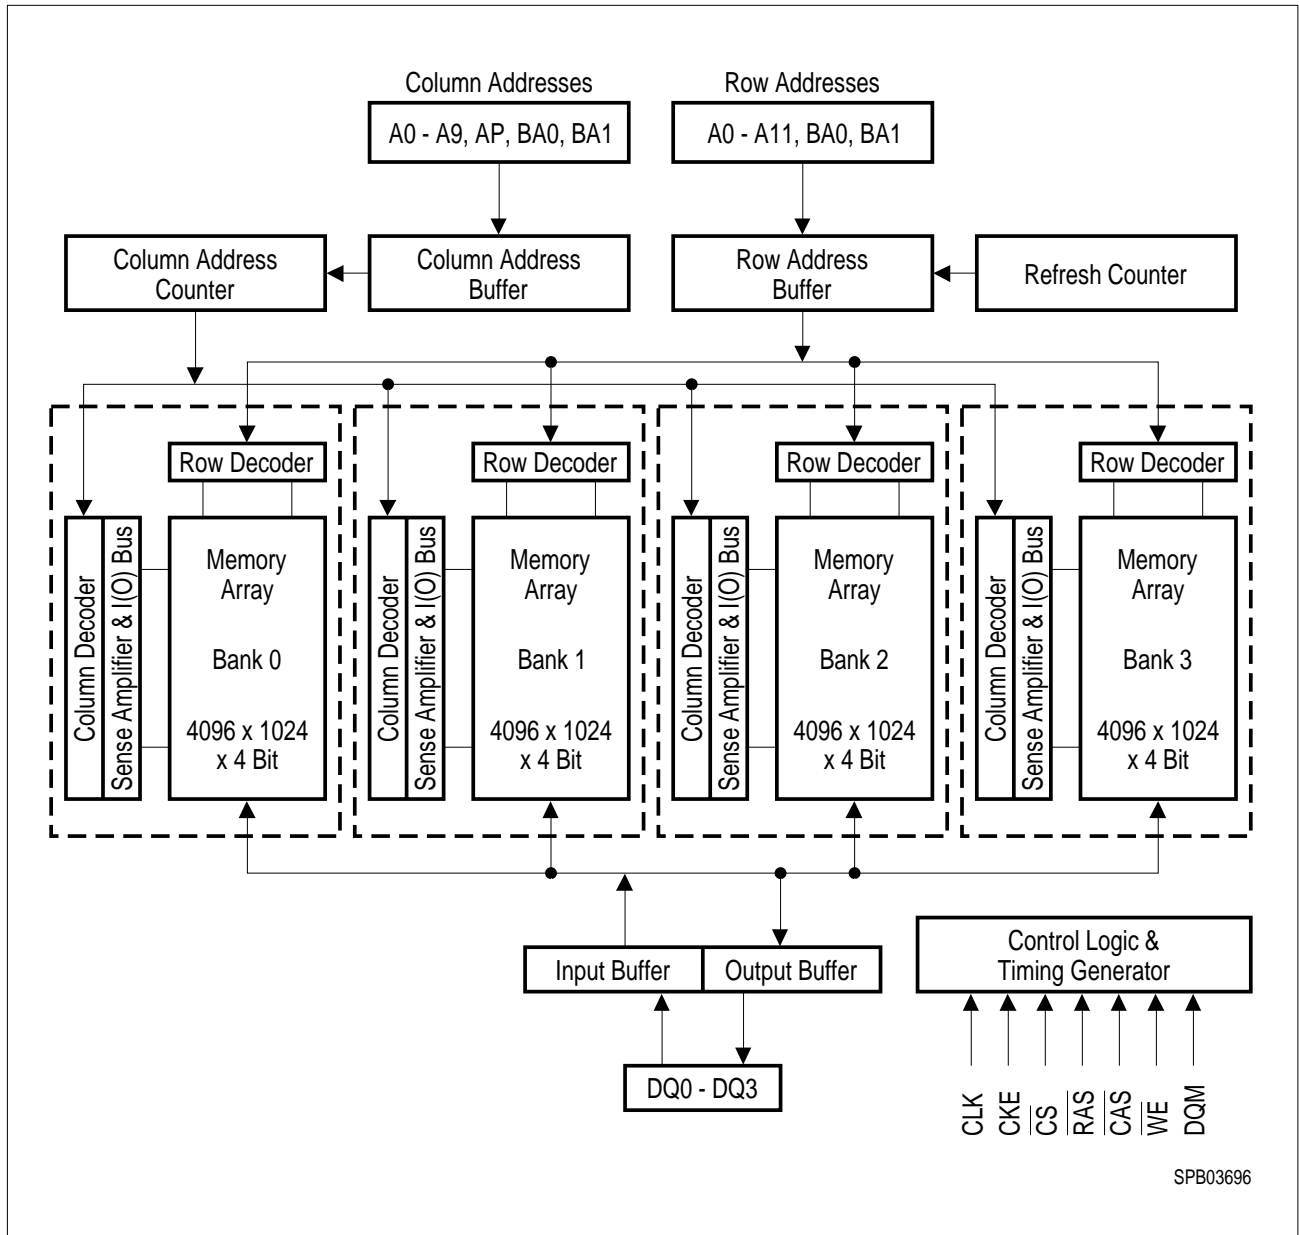 Column Addresses
Row Addresses
A0 - A9, AP, BA0, BA1
A0 - A11, BA0, BA1
Column Address
Counter
Column Address
Buffer
Row Address
Buffer
Refresh Counter
Row Decoder
Row Decoder
Row Decoder
Row Decoder
Column Decoder
Sense Amplifier & I(O) Bus
Memory
Array
Bank 0
4096 x 1024
x 4 Bit
Column Decoder
Sense Amplifier & I(O) Bus
Memory
Array
Bank 1
4096 x 1024
x 4 Bit
Column Decoder
Sense Amplifier & I(O) Bus
Memory
Array
Bank 2
4096 x 1024
x 4 Bit
Column Decoder
Sense Amplifier & I(O) Bus
Memory
Array
Bank 3
4096 x 1024
x 4 Bit
Input Buffer
Output Buffer
Control Logic &
Timing Generator
DQ0 - DQ3
CLK
CKE
C̅S̅
R̅A̅S̅
C̅A̅S̅
W̅E̅
DQM
SPB03696